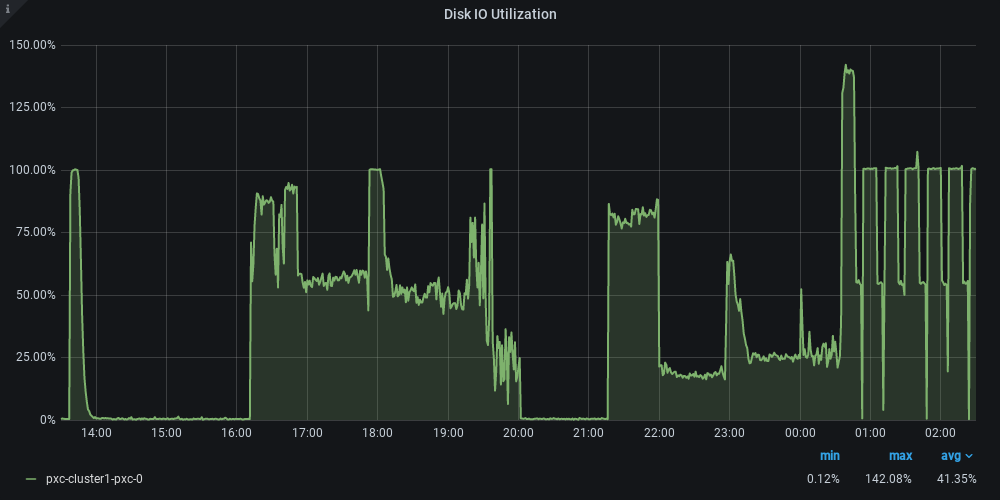 i
Disk IO Utilization
150.00%
125.00%
100.00%
75.00%
50.00%
25.00%
0%
14:00 15:00 16:00 17:00 18:00 19:00 20:00 21:00 22:00 23:00 00:00 01:00 02:00
min max avg
pxc-cluster1-pxc-0 0.12% 142.08% 41.35%